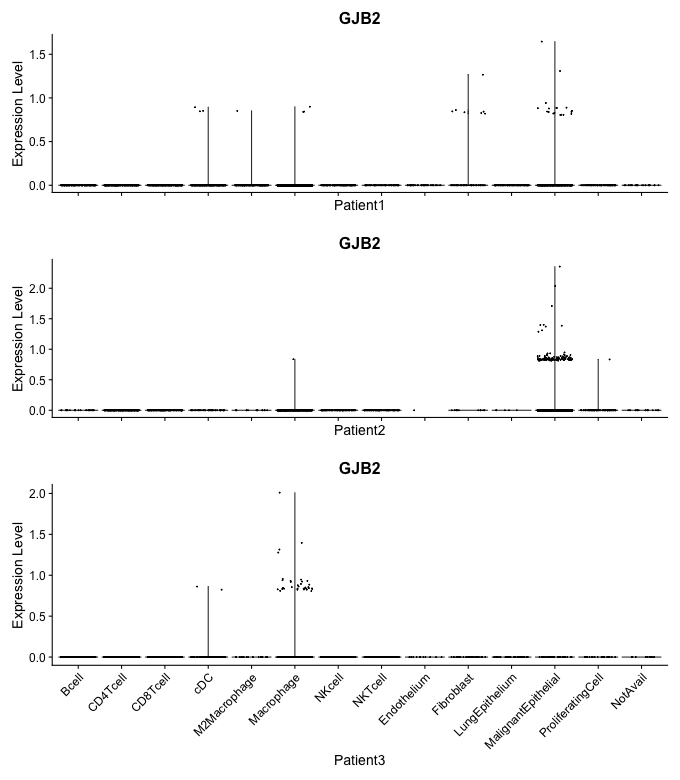 GJB2
Expression Level
1.5
1.0
0.5
0.0
Patient1
GJB2
Expression Level
2.0
1.5
1.0
0.5
0.0
Patient2
GJB2
Expression Level
2.0
1.5
1.0
0.5
0.0
Bcell
CD4Tcell
CD8Tcell
cDC
M2Macrophage
Macrophage
NKcell
NKTcell
Endothelium
Fibroblast
LungEpithelium
MalignantEpithelial
ProliferatingCell
NotAvail
Patient3